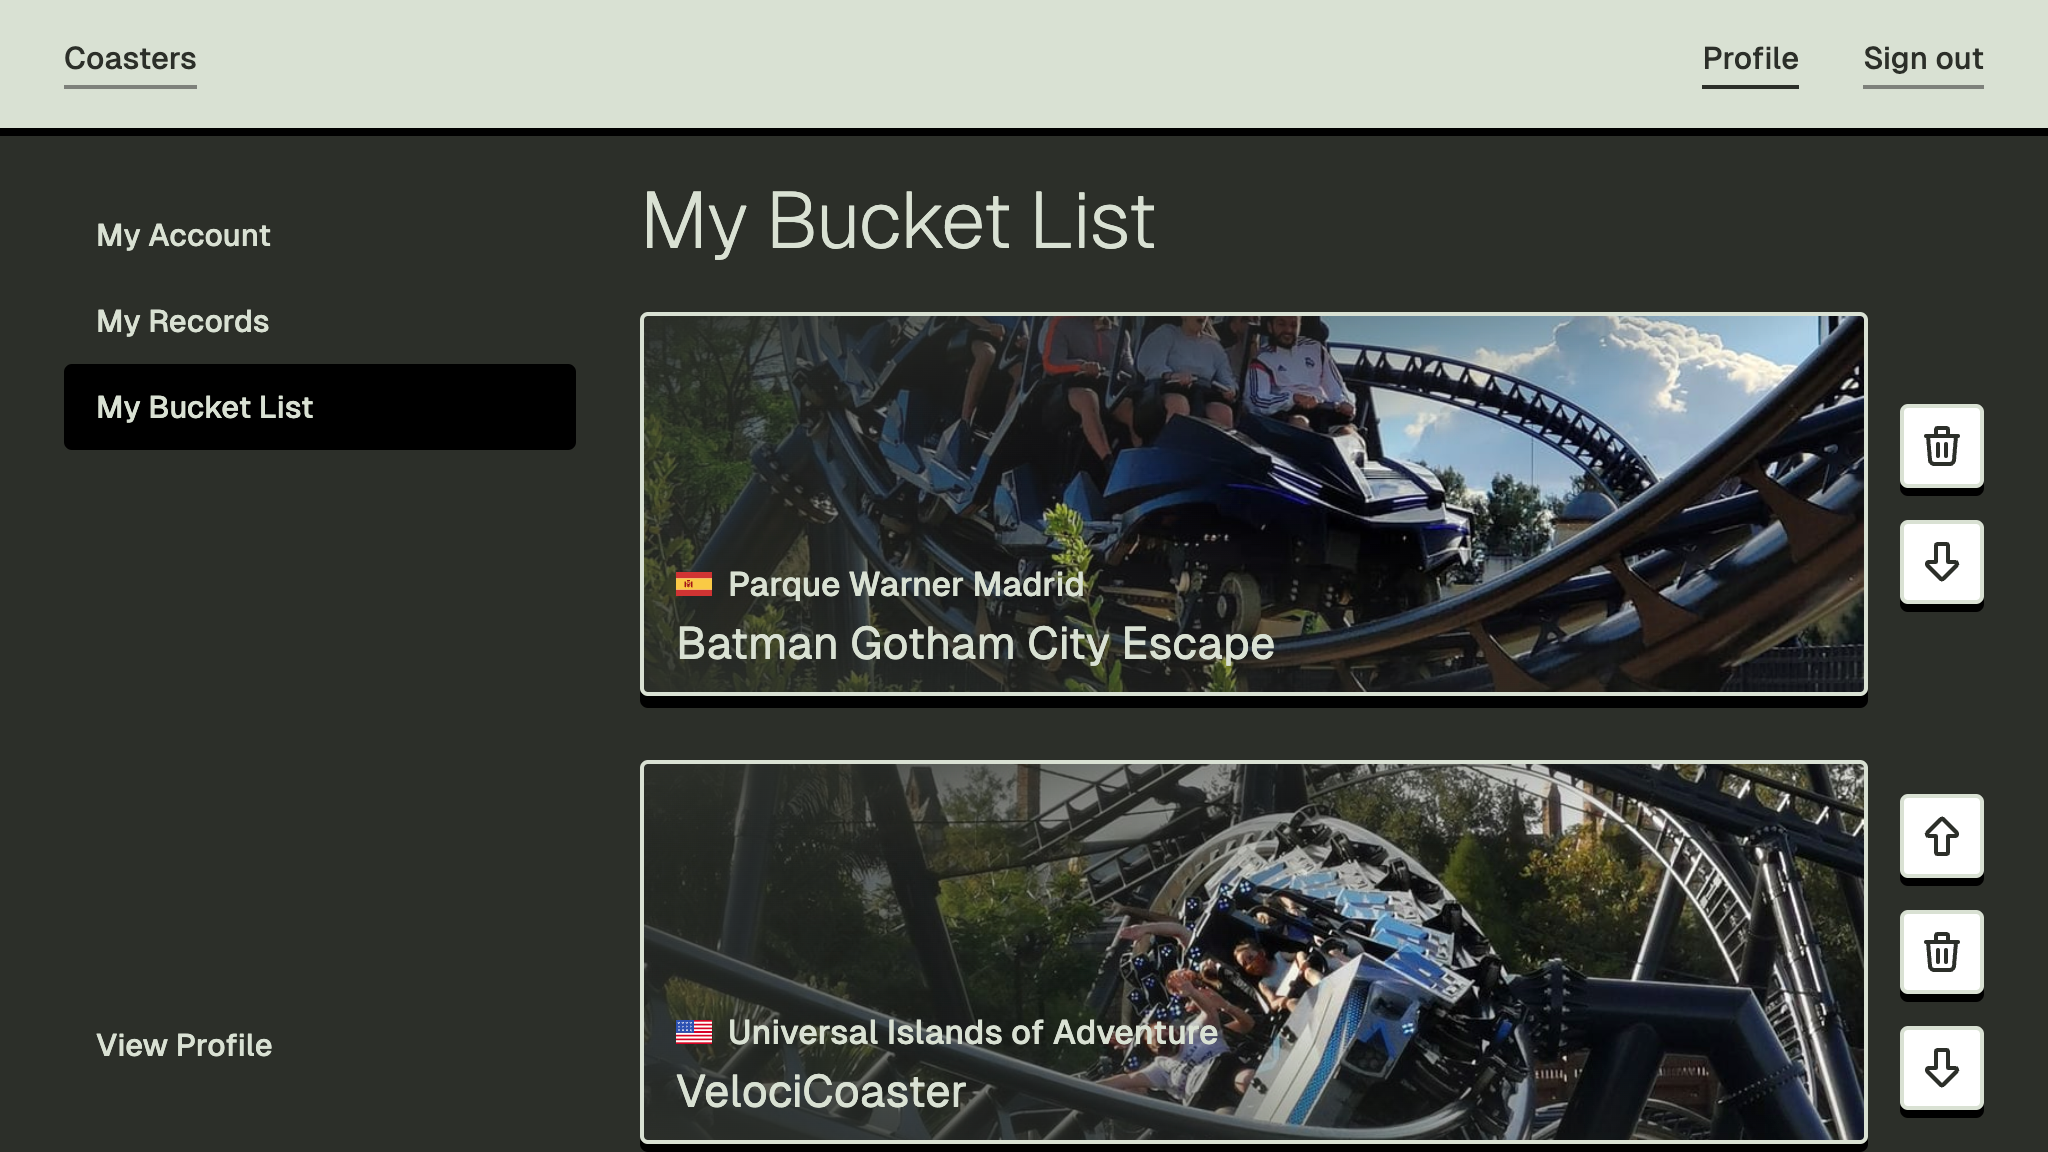 Coasters
Profile
Sign out
My Account
My Records
My Bucket List
View Profile
My Bucket List
Parque Warner Madrid
Batman Gotham City Escape
Universal Islands of Adventure
VelociCoaster